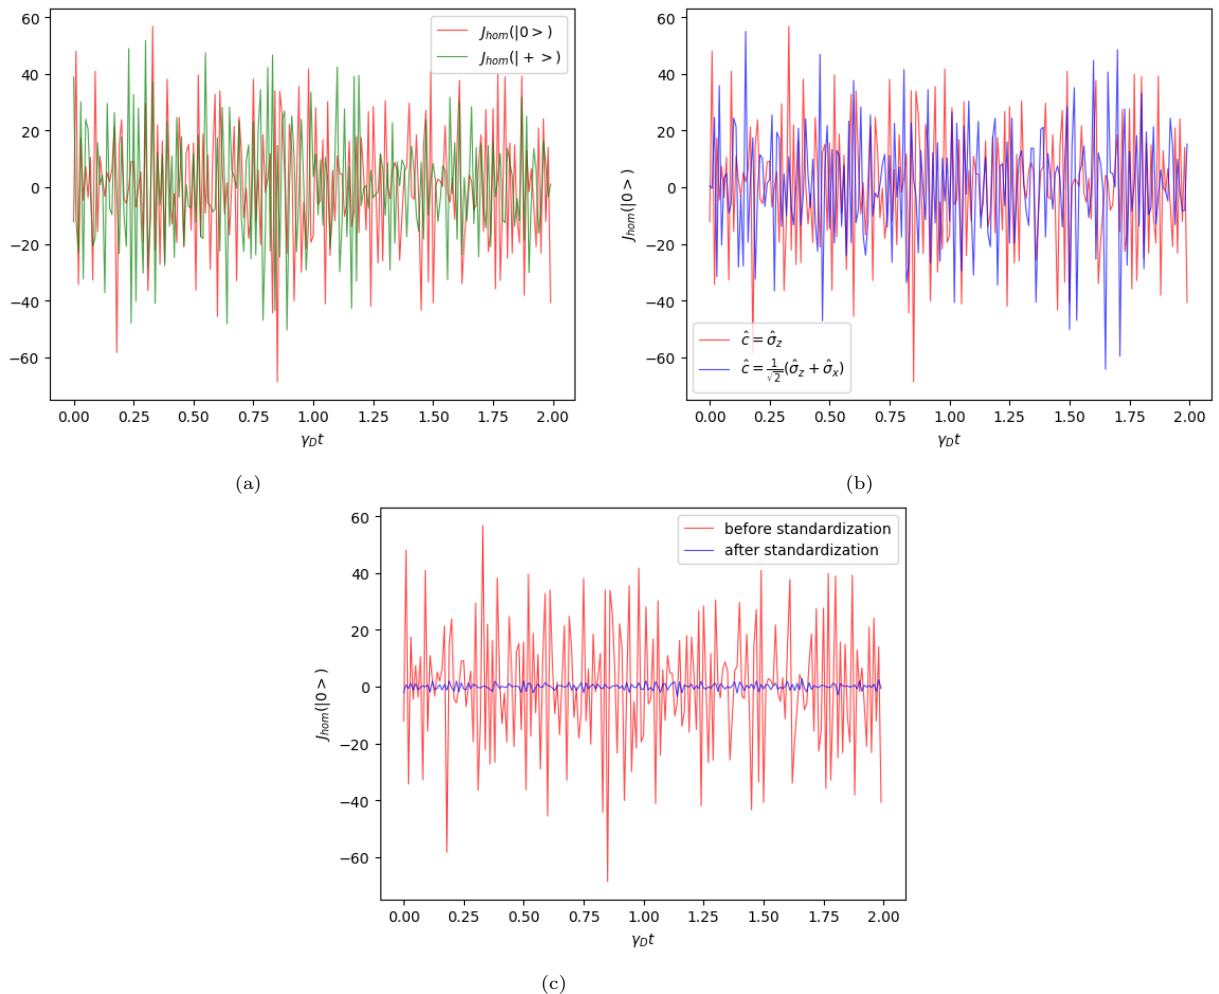 60
40
20
0
−20
−40
−60
0.00 0.25 0.50 0.75 1.00 1.25 1.50 1.75 2.00
γ_D t
J_hom(|0>)
J_hom(|+>)
(a)
60
40
20
0
−20
−40
−60
J_hom(|0>)
0.00 0.25 0.50 0.75 1.00 1.25 1.50 1.75 2.00
γ_D t
ĉ = σ̂_z
ĉ = 1/√2(σ̂_z + σ̂_x)
(b)
60
40
20
0
−20
−40
−60
J_hom(|0>)
0.00 0.25 0.50 0.75 1.00 1.25 1.50 1.75 2.00
γ_D t
before standardization
after standardization
(c)